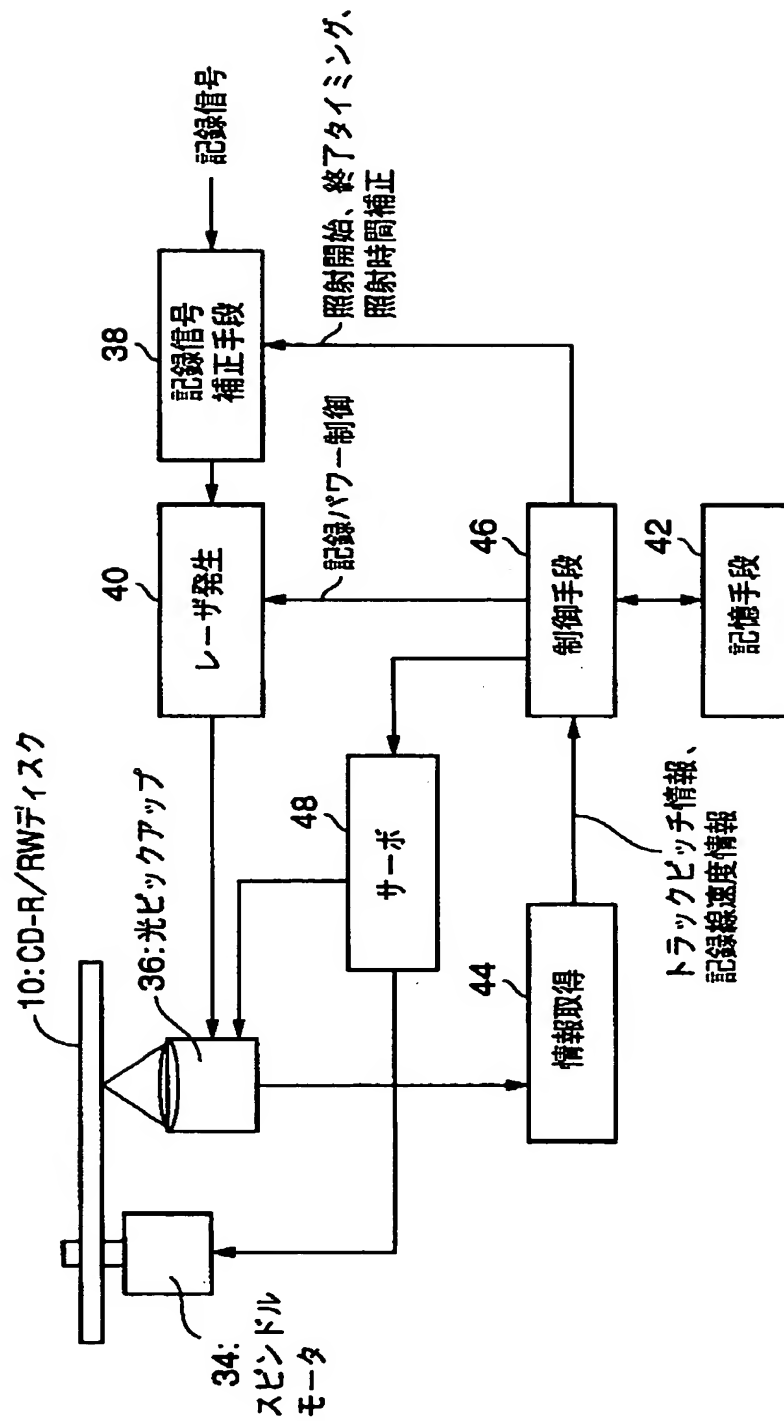 10:CD-R/RWディスク
36:光ピックアップ
34:
スピンドル
モータ
40
レーザ発生
38
記録信号
補正手段
記録信号
記録パワー制御
照射開始、終了タイミング、
照射時間補正
48
サーボ
46
制御手段
42
記憶手段
44
情報取得
トラックピッチ情報、
記録線速度情報